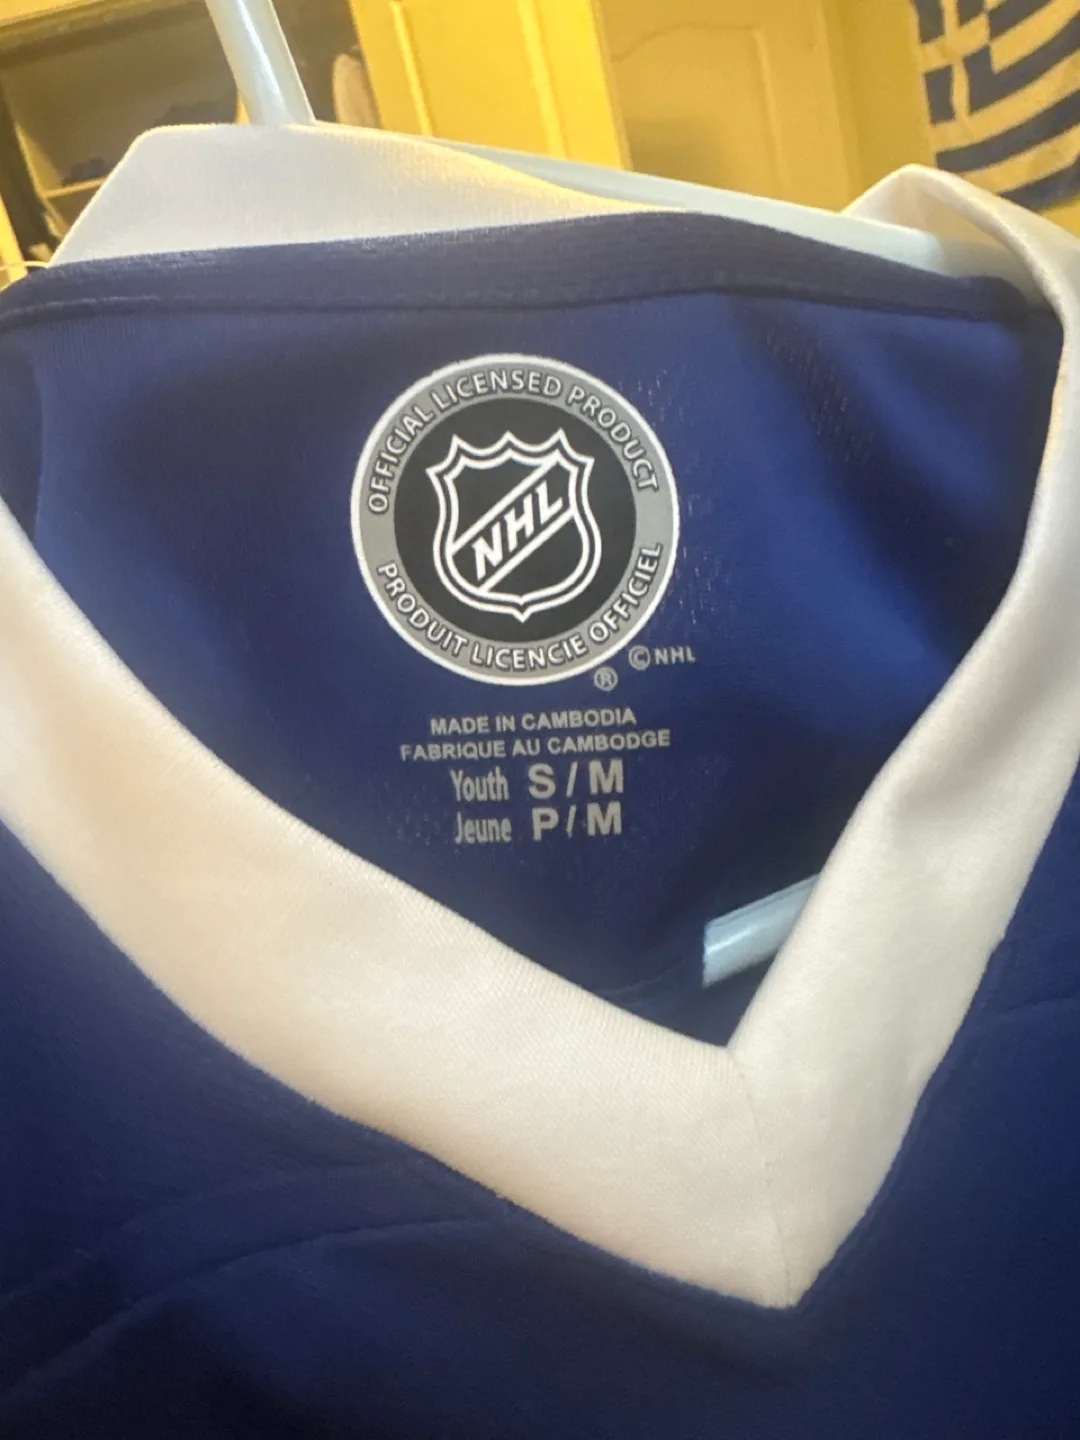 OFFICIAL LICENSED PRODUCT
NHL
PRODUIT LICENCIE OFFICIEL
© NHL
®
MADE IN CAMBODIA
FABRIQUE AU CAMBODGE
Youth S / M
Jeune P / M